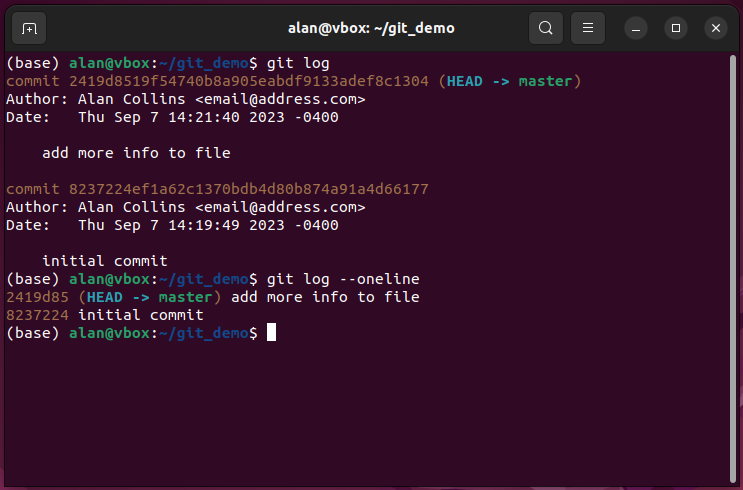 alan@vbox: ~/git_demo
(base) alan@vbox:~/git_demo$ git log
commit 2419d8519f54740b8a905eabdf9133adef8c1304 (HEAD -> master)
Author: Alan Collins <email@address.com>
Date:   Thu Sep 7 14:21:40 2023 -0400
    add more info to file
commit 8237224ef1a62c1370bdb4d80b874a91a4d66177
Author: Alan Collins <email@address.com>
Date:   Thu Sep 7 14:19:49 2023 -0400
    initial commit
(base) alan@vbox:~/git_demo$ git log --oneline
2419d85 (HEAD -> master) add more info to file
8237224 initial commit
(base) alan@vbox:~/git_demo$